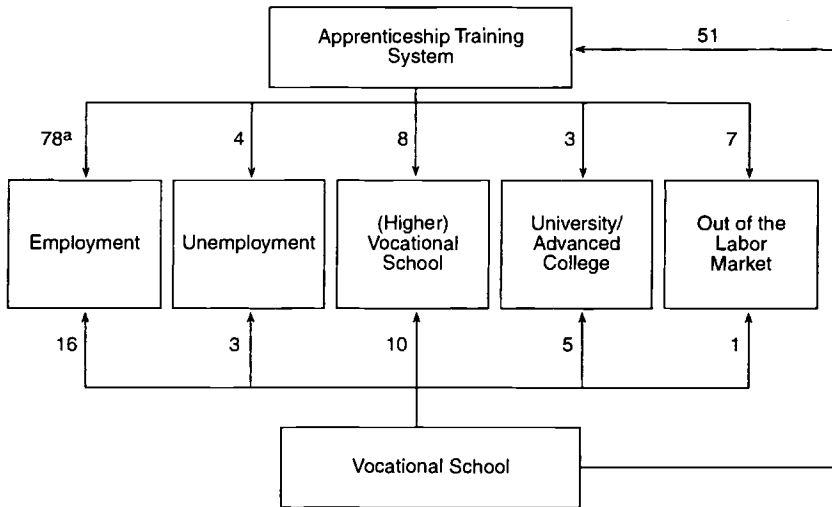 Apprenticeship Training
System
51
78a
4
8
3
7
Employment
Unemployment
(Higher)
Vocational
School
University/
Advanced
College
Out of the
Labor
Market
16
3
10
5
1
Vocational School